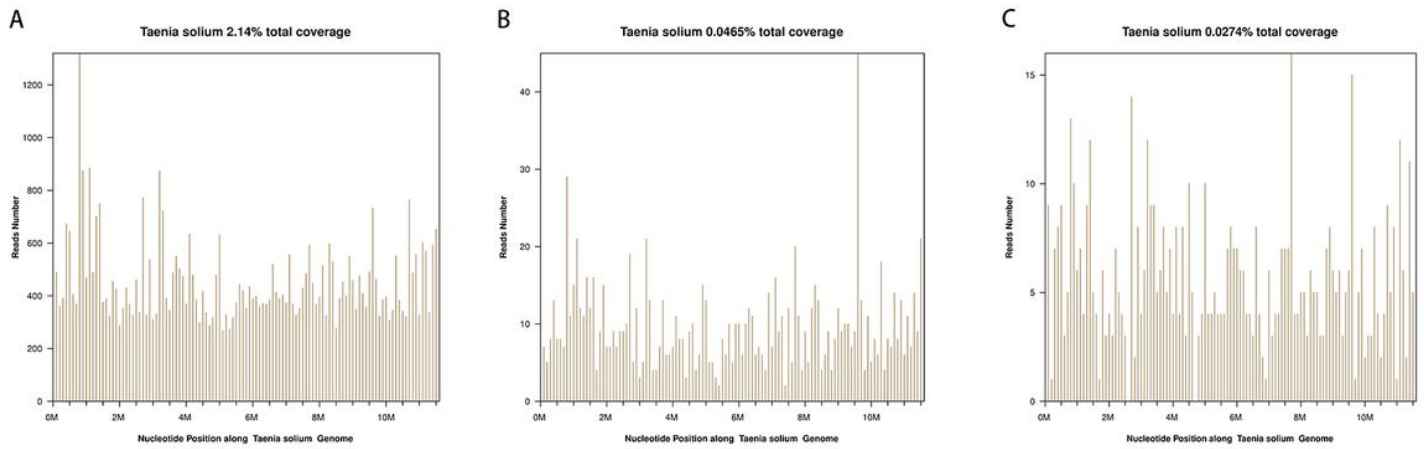 A
Taenia solium 2.14% total coverage
Reads Number
1200
1000
800
600
400
200
0
0M 2M 4M 6M 8M 10M
Nucleotide Position along Taenia solium Genome
B
Taenia solium 0.0465% total coverage
Reads Number
40
30
20
10
0
0M 2M 4M 6M 8M 10M
Nucleotide Position along Taenia solium Genome
C
Taenia solium 0.0274% total coverage
Reads Number
15
10
5
0
0M 2M 4M 6M 8M 10M
Nucleotide Position along Taenia solium Genome